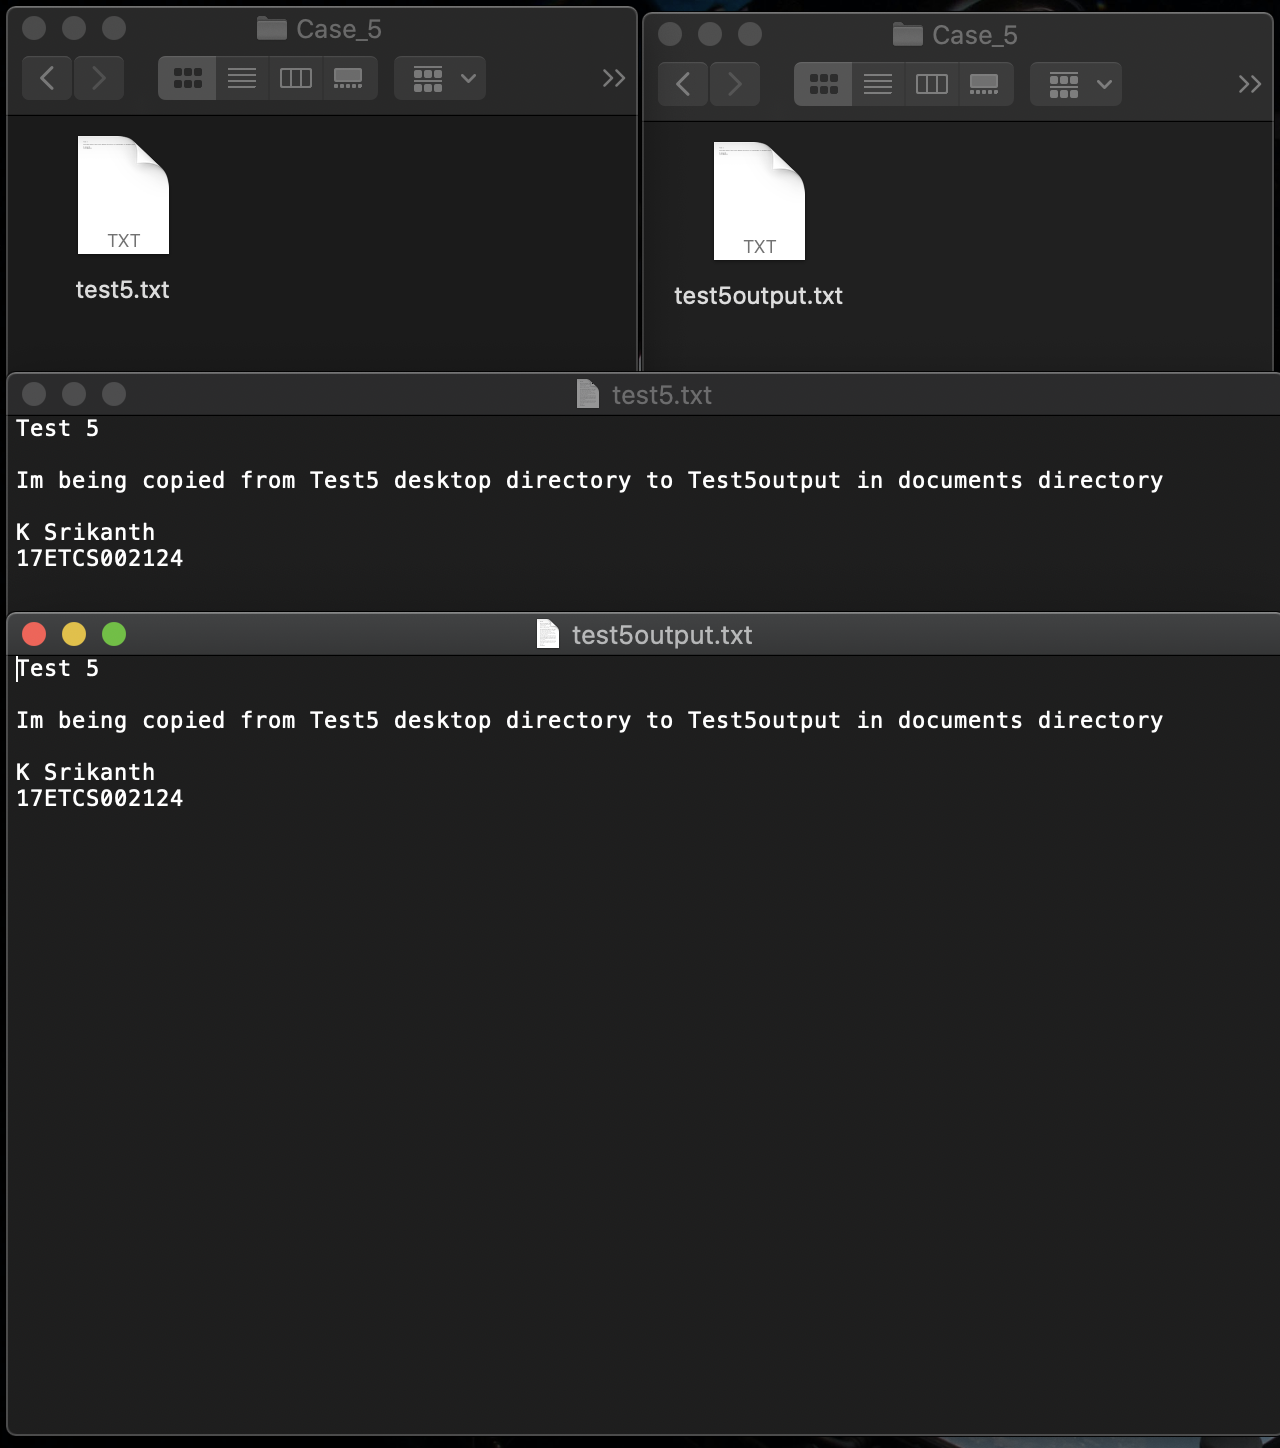 Case_5
TXT
test5.txt
Case_5
TXT
test5output.txt
test5.txt
Test 5
Im being copied from Test5 desktop directory to Test5output in documents directory
K Srikanth
17ETCS002124
test5output.txt
Test 5
Im being copied from Test5 desktop directory to Test5output in documents directory
K Srikanth
17ETCS002124